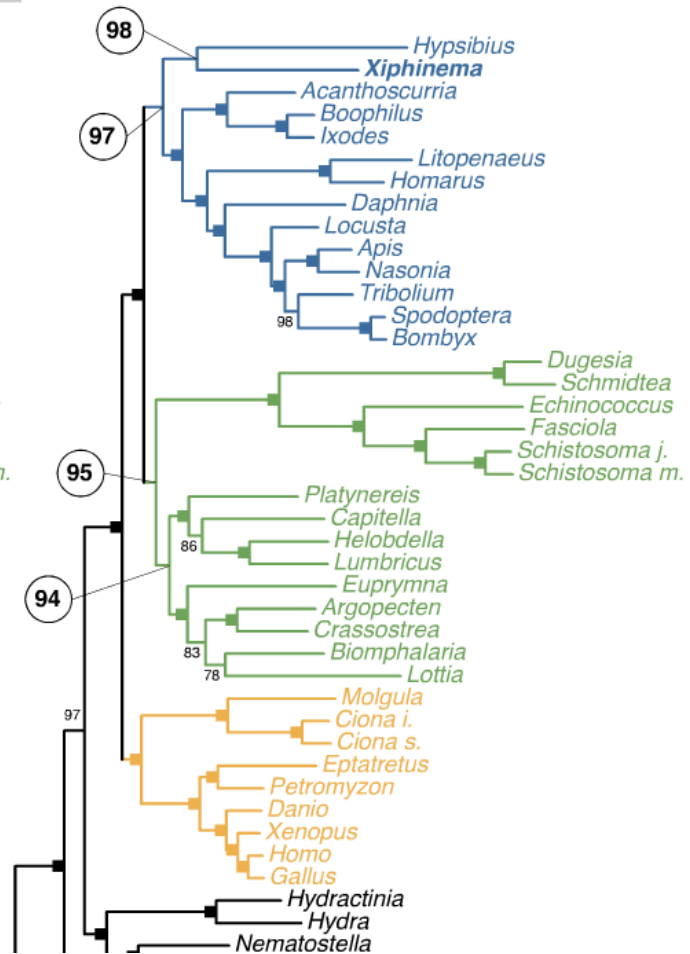 98
Hypsibius
Xiphinema
Acanthoscurria
97
Boophilus
Ixodes
Litopenaeus
Homarus
Daphnia
Locusta
Apis
Nasonia
Tribolium
98
Spodoptera
Bombyx
Dugesia
Schmidtea
Echinococcus
Fasciola
Schistosoma j.
95
m.
Schistosoma m.
Platynereis
Capitella
86
Helobdella
Lumbricus
Euprymna
94
Argopecten
Crassostrea
83
Biomphalaria
78
Lottia
Molgula
97
Ciona i.
Ciona s.
Eptatretus
Petromyzon
Danio
Xenopus
Homo
Gallus
Hydractinia
Hydra
Nematostella